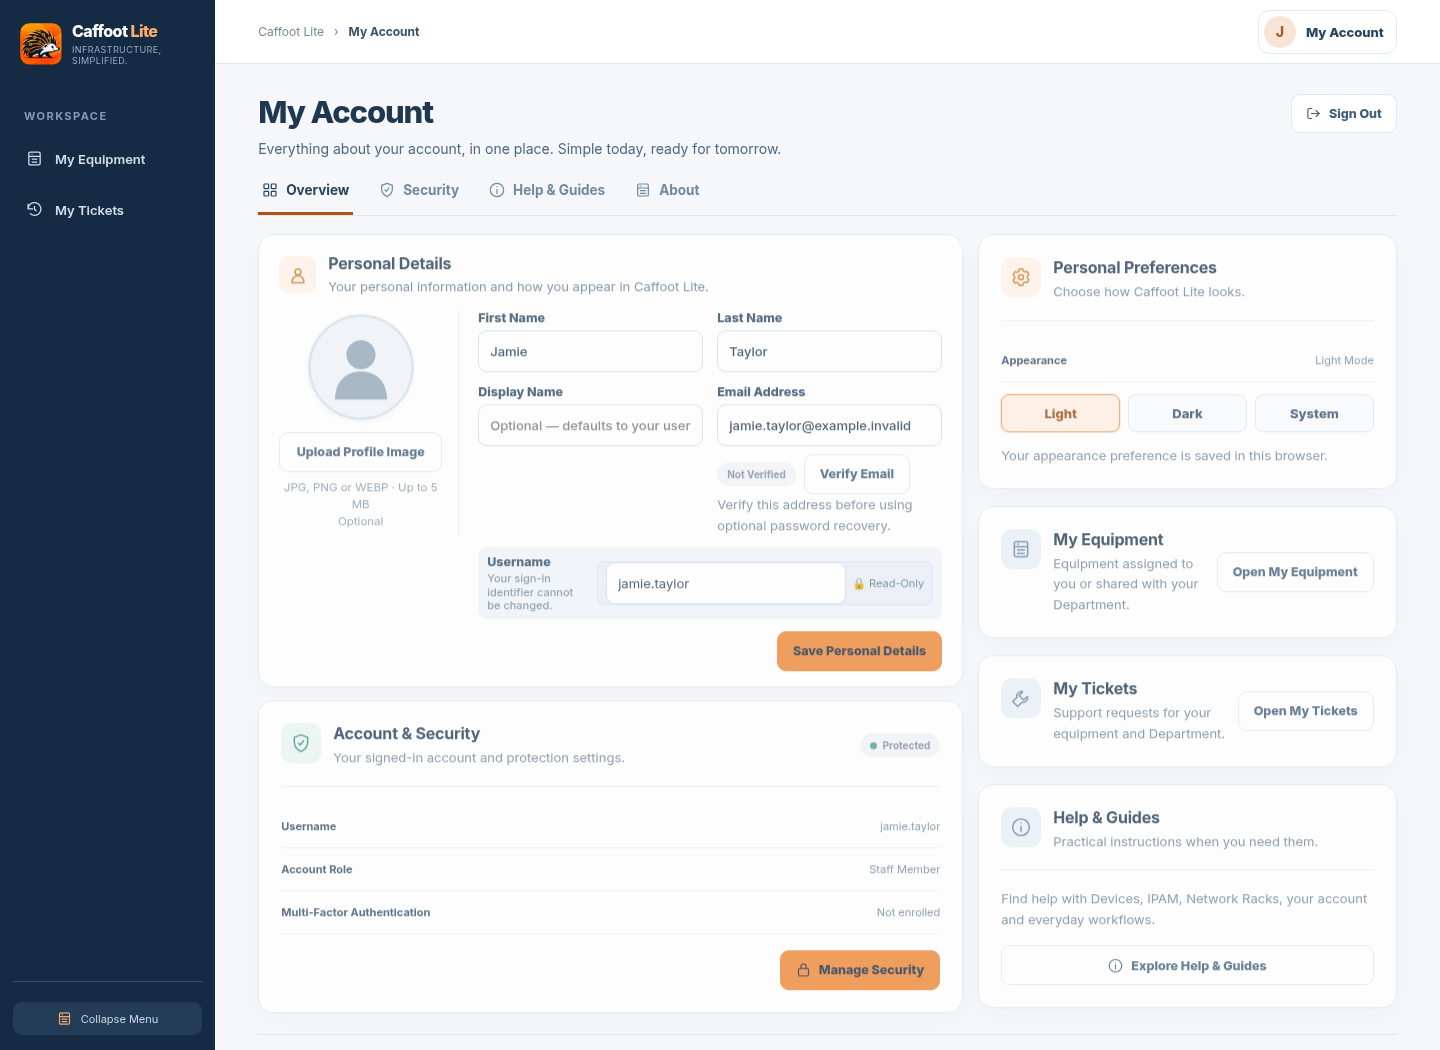 Caffoot Lite
INFRASTRUCTURE,
SIMPLIFIED.
WORKSPACE
My Equipment
My Tickets
Collapse Menu
Caffoot Lite › My Account
J My Account
My Account
Sign Out
Everything about your account, in one place. Simple today, ready for tomorrow.
Overview Security Help & Guides About
Personal Details
Your personal information and how you appear in Caffoot Lite.
Upload Profile Image
JPG, PNG or WEBP · Up to 5
MB
Optional
First Name Last Name
Jamie Taylor
Display Name Email Address
Optional — defaults to your user jamie.taylor@example.invalid
Not Verified Verify Email
Verify this address before using
optional password recovery.
Username
Your sign-in
identifier cannot
be changed.
jamie.taylor
🔒 Read-Only
Save Personal Details
Account & Security
Your signed-in account and protection settings.
Protected
Username jamie.taylor
Account Role Staff Member
Multi-Factor Authentication Not enrolled
Manage Security
Personal Preferences
Choose how Caffoot Lite looks.
Appearance Light Mode
Light Dark System
Your appearance preference is saved in this browser.
My Equipment
Equipment assigned to
you or shared with your
Department.
Open My Equipment
My Tickets
Support requests for your
equipment and Department.
Open My Tickets
Help & Guides
Practical instructions when you need them.
Find help with Devices, IPAM, Network Racks, your account
and everyday workflows.
Explore Help & Guides